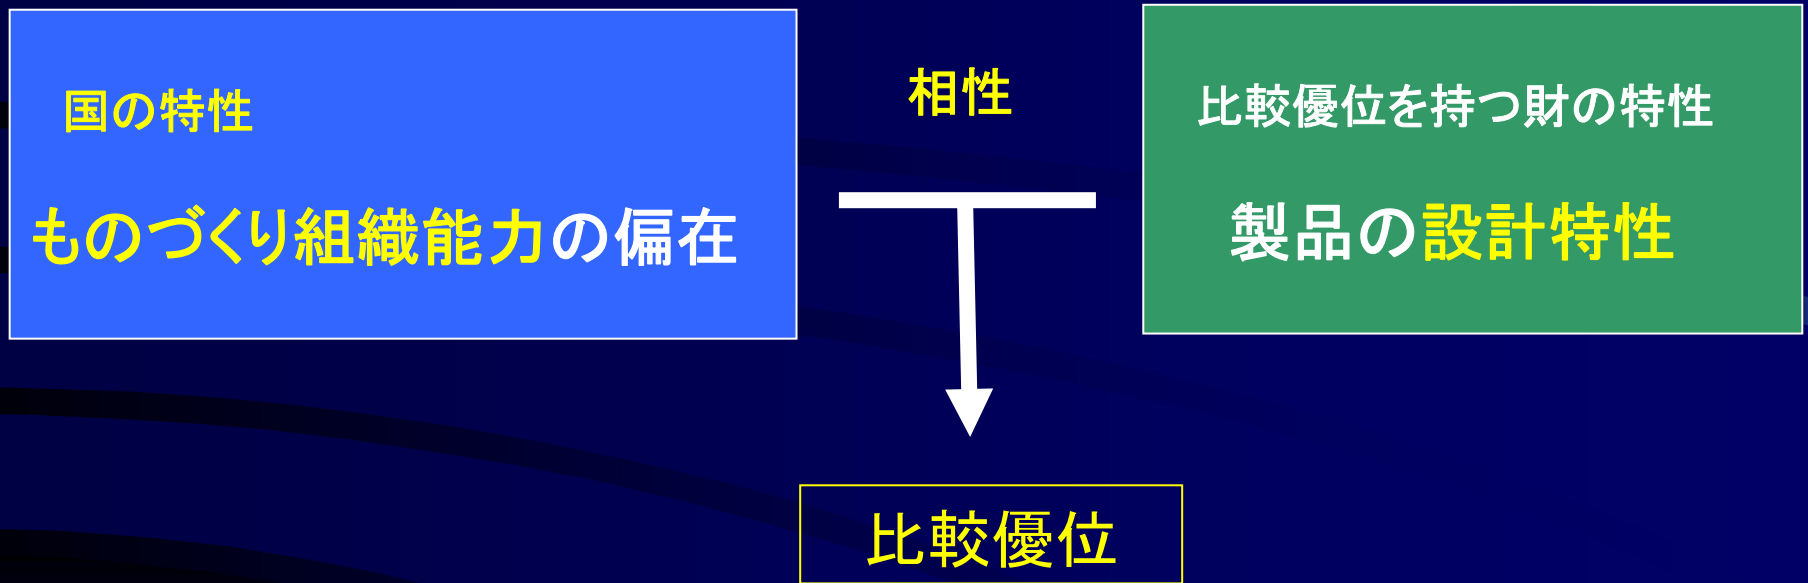 国の特性
ものづくり組織能力の偏在
相性
比較優位を持つ財の特性
製品の設計特性
比較優位